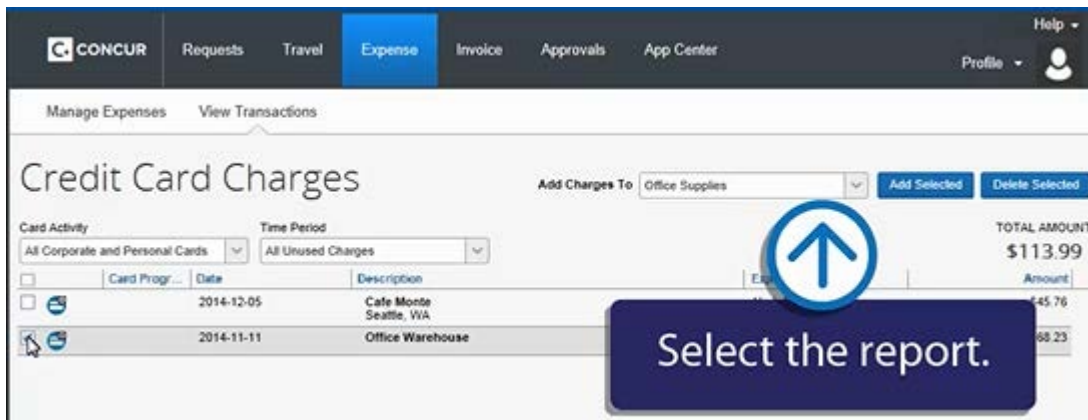 Help
CONCUR Requests Travel Expense Invoice Approvals App Center
Profile
Manage Expenses View Transactions
Credit Card Charges
Add Charges To Office Supplies Add Selected Delete Selected
Card Activity Time Period TOTAL AMOUNT
All Corporate and Personal Cards All Unused Charges $113.99
Card Progr... Date Description Amount
2014-12-05 Cafe Monte $45.76
Seattle, WA
2014-11-11 Office Warehouse 68.23
Select the report.